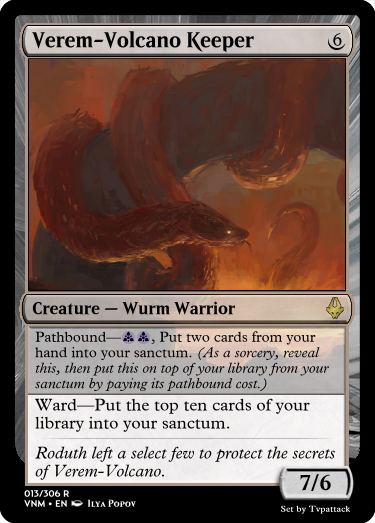 Verem-Volcano Keeper 6
Creature — Wurm Warrior
Pathbound—, Put two cards from your
hand into your sanctum. (As a sorcery, reveal
this, then put this on top of your library from your
sanctum by paying its pathbound cost.)
Ward—Put the top ten cards of your
library into your sanctum.
Roduth left a select few to protect the secrets
of Verem-Volcano.
7/6
013/306 R
VNM • EN Ilya Popov
Set by Tvpattack